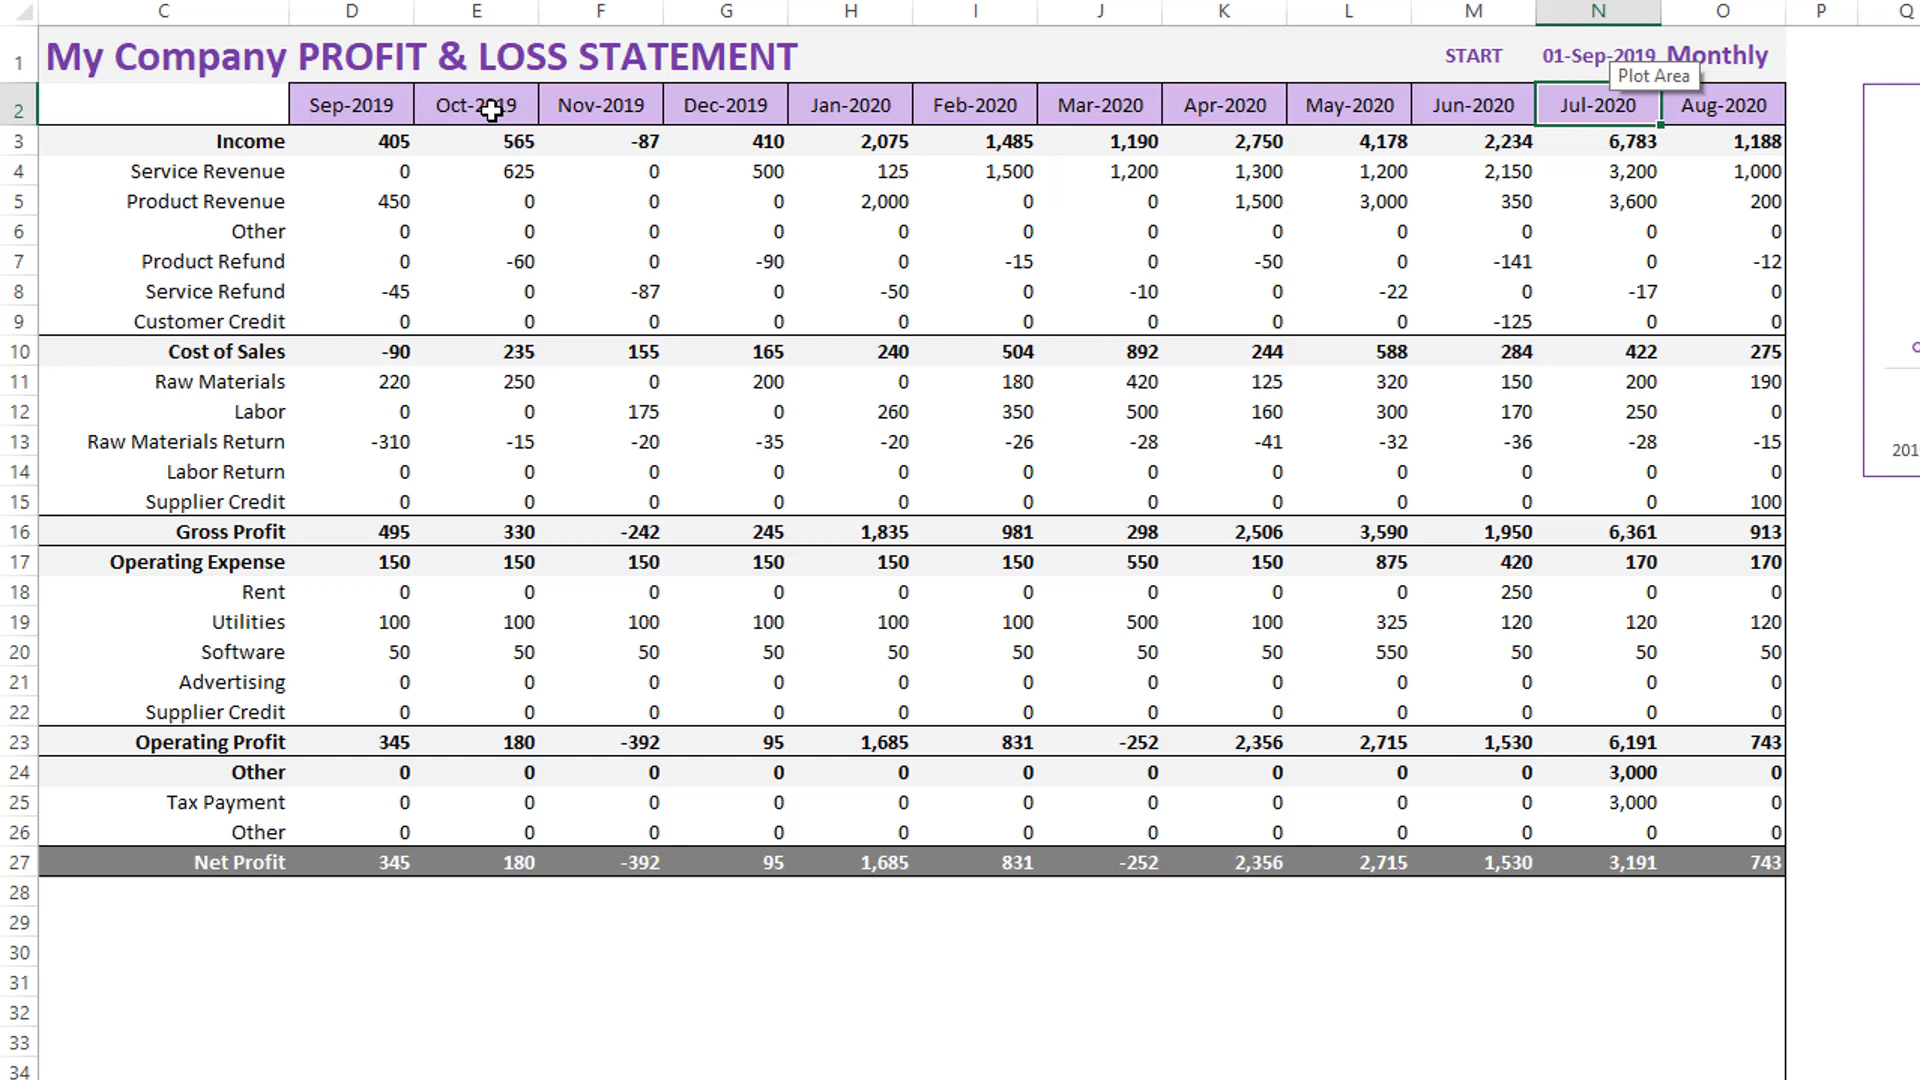 C D E F G H I J K L M N O P Q
1 My Company PROFIT & LOSS STATEMENT START 01-Sep-2019 Monthly
Plot Area
2 Sep-2019 Oct-2019 Nov-2019 Dec-2019 Jan-2020 Feb-2020 Mar-2020 Apr-2020 May-2020 Jun-2020 Jul-2020 Aug-2020
3 Income 405 565 -87 410 2,075 1,485 1,190 2,750 4,178 2,234 6,783 1,188
4 Service Revenue 0 625 0 500 125 1,500 1,200 1,300 1,200 2,150 3,200 1,000
5 Product Revenue 450 0 0 0 2,000 0 0 1,500 3,000 350 3,600 200
6 Other 0 0 0 0 0 0 0 0 0 0 0 0
7 Product Refund 0 -60 0 -90 0 -15 0 -50 0 -141 0 -12
8 Service Refund -45 0 -87 0 -50 0 -10 0 -22 0 -17 0
9 Customer Credit 0 0 0 0 0 0 0 0 0 -125 0 0
10 Cost of Sales -90 235 155 165 240 504 892 244 588 284 422 275
11 Raw Materials 220 250 0 200 0 180 420 125 320 150 200 190
12 Labor 0 0 175 0 260 350 500 160 300 170 250 0
13 Raw Materials Return -310 -15 -20 -35 -20 -26 -28 -41 -32 -36 -28 -15
14 Labor Return 0 0 0 0 0 0 0 0 0 0 0 0
15 Supplier Credit 0 0 0 0 0 0 0 0 0 0 0 100
16 Gross Profit 495 330 -242 245 1,835 981 298 2,506 3,590 1,950 6,361 913
17 Operating Expense 150 150 150 150 150 150 550 150 875 420 170 170
18 Rent 0 0 0 0 0 0 0 0 0 250 0 0
19 Utilities 100 100 100 100 100 100 500 100 325 120 120 120
20 Software 50 50 50 50 50 50 50 50 550 50 50 50
21 Advertising 0 0 0 0 0 0 0 0 0 0 0 0
22 Supplier Credit 0 0 0 0 0 0 0 0 0 0 0 0
23 Operating Profit 345 180 -392 95 1,685 831 -252 2,356 2,715 1,530 6,191 743
24 Other 0 0 0 0 0 0 0 0 0 0 3,000 0
25 Tax Payment 0 0 0 0 0 0 0 0 0 0 3,000 0
26 Other 0 0 0 0 0 0 0 0 0 0 0 0
27 Net Profit 345 180 -392 95 1,685 831 -252 2,356 2,715 1,530 3,191 743
28
29
30
31
32
33
34